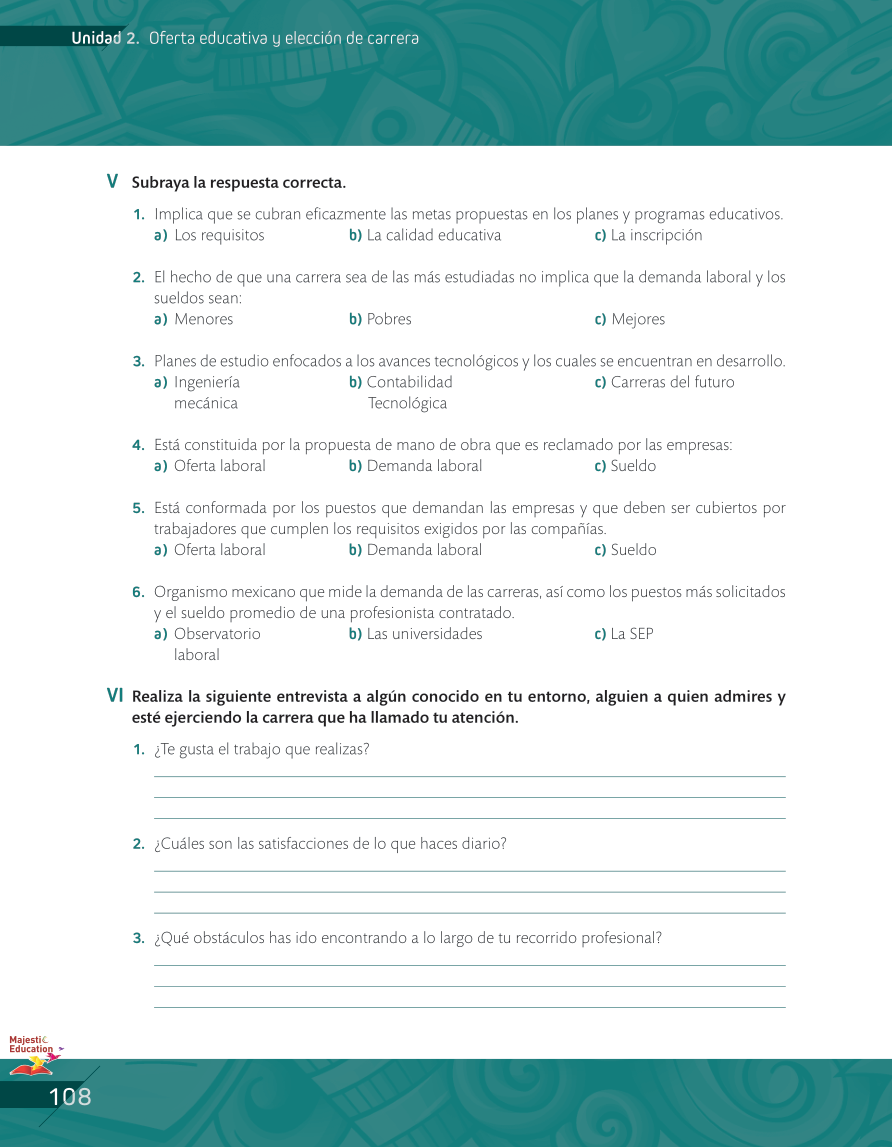 Unidad 2. Oferta educativa y elección de carrera
V Subraya la respuesta correcta.
1. Implica que se cubran eficazmente las metas propuestas en los planes y programas educativos.
a) Los requisitos b) La calidad educativa c) La inscripción
2. El hecho de que una carrera sea de las más estudiadas no implica que la demanda laboral y los
sueldos sean:
a) Menores b) Pobres c) Mejores
3. Planes de estudio enfocados a los avances tecnológicos y los cuales se encuentran en desarrollo.
a) Ingeniería b) Contabilidad c) Carreras del futuro
mecánica Tecnológica
4. Está constituida por la propuesta de mano de obra que es reclamado por las empresas:
a) Oferta laboral b) Demanda laboral c) Sueldo
5. Está conformada por los puestos que demandan las empresas y que deben ser cubiertos por
trabajadores que cumplen los requisitos exigidos por las compañías.
a) Oferta laboral b) Demanda laboral c) Sueldo
6. Organismo mexicano que mide la demanda de las carreras, así como los puestos más solicitados
y el sueldo promedio de una profesionista contratado.
a) Observatorio b) Las universidades c) La SEP
laboral
VI Realiza la siguiente entrevista a algún conocido en tu entorno, alguien a quien admires y
esté ejerciendo la carrera que ha llamado tu atención.
1. ¿Te gusta el trabajo que realizas?
2. ¿Cuáles son las satisfacciones de lo que haces diario?
3. ¿Qué obstáculos has ido encontrando a lo largo de tu recorrido profesional?
Majestic
Education
108